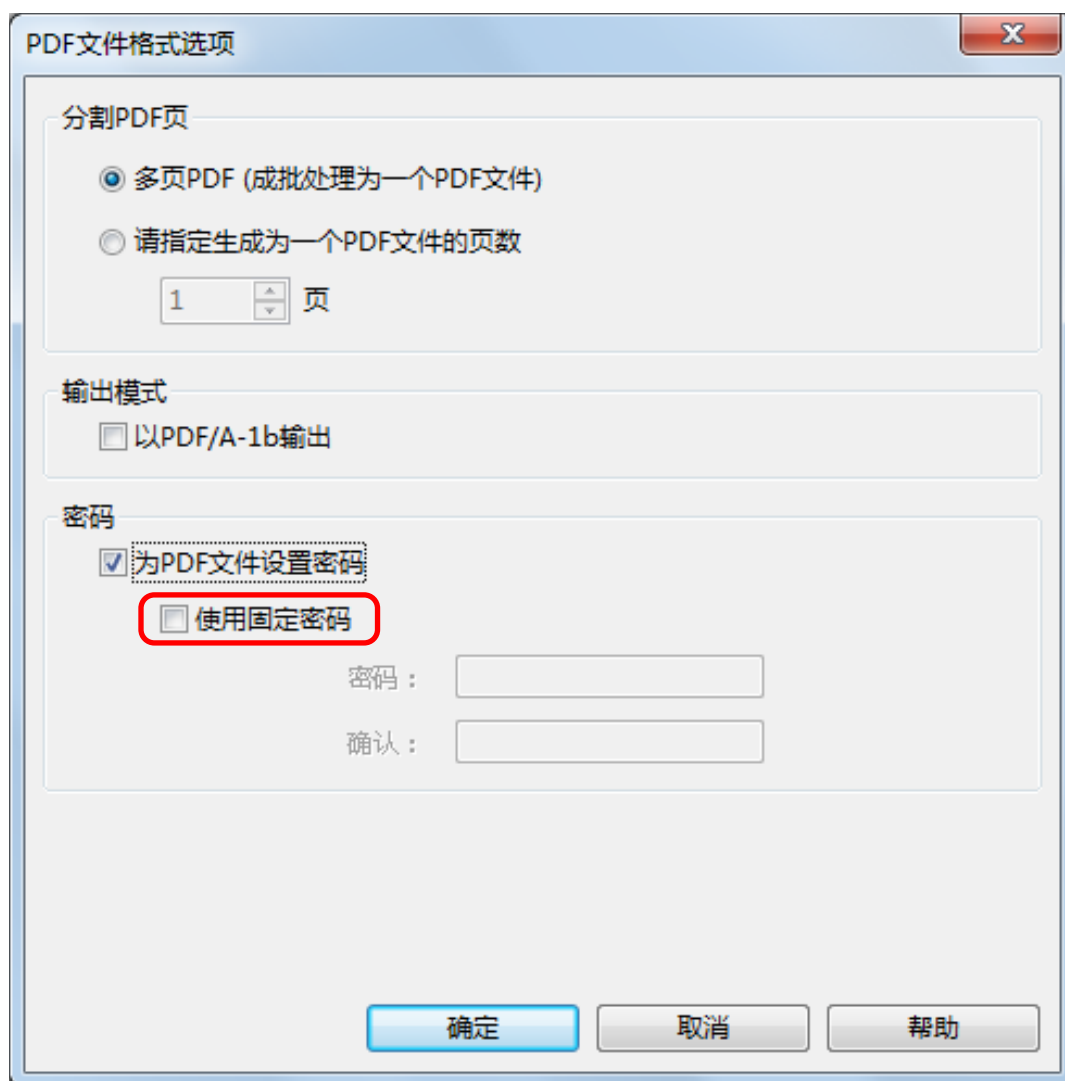 PDF文件格式选项
分割PDF页
多页PDF (成批处理为一个PDF文件)
请指定生成为一个PDF文件的页数
1 页
输出模式
以PDF/A-1b输出
密码
为PDF文件设置密码
使用固定密码
密码：
确认：
确定 取消 帮助